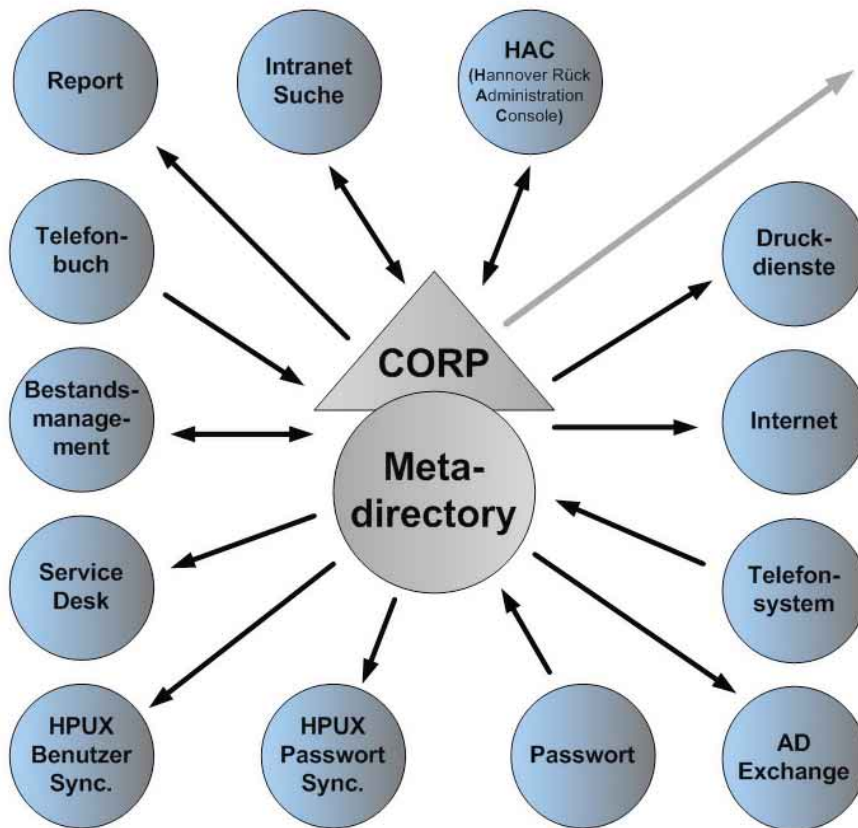 Report
Intranet
Suche
HAC
(Hannover Rück
Administration
Console)
Telefon-
buch
Druck-
dienste
CORP
Bestands-
manage-
ment
Internet
Meta-
directory
Service
Desk
Telefon-
system
HPUX
Benutzer
Sync.
HPUX
Passwort
Sync.
Passwort
AD
Exchange